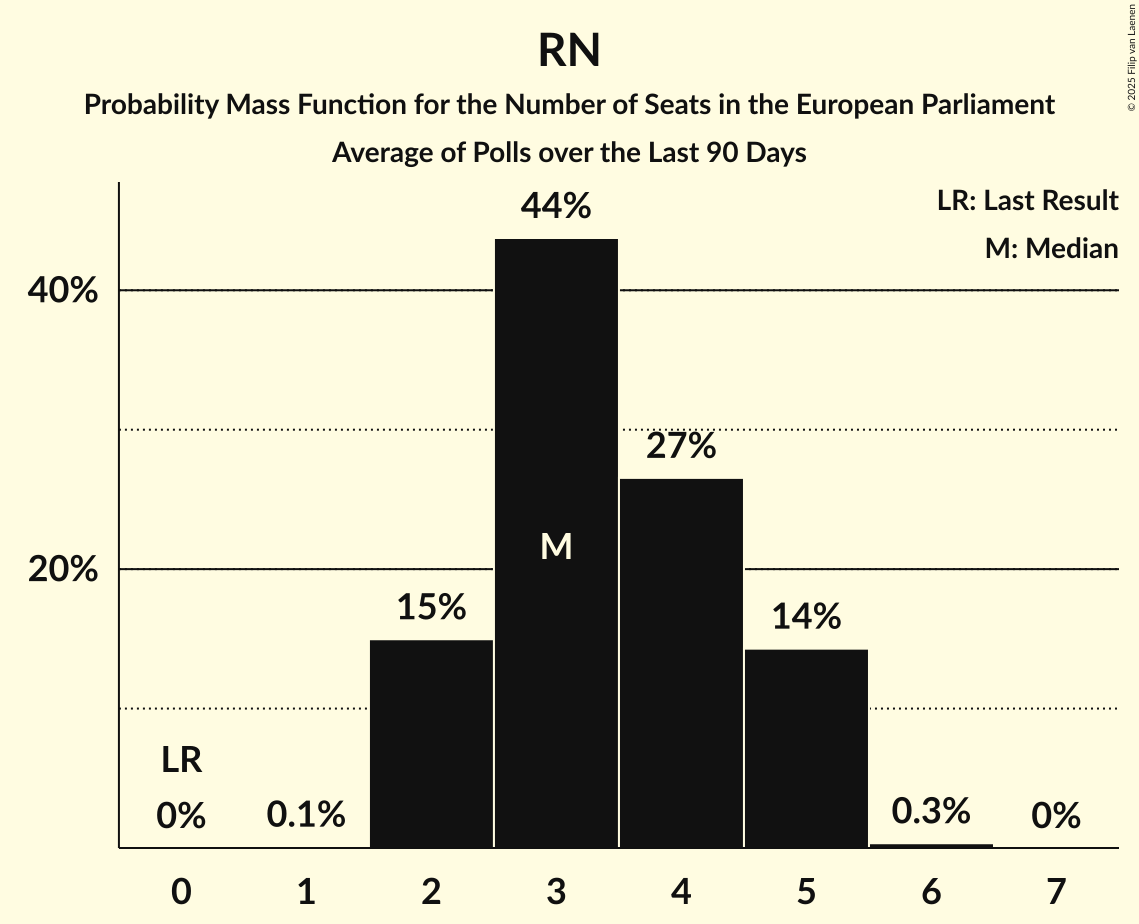 RN
Probability Mass Function for the Number of Seats in the European Parliament
Average of Polls over the Last 90 Days
© 2025 Filip van Laenen
LR: Last Result
M: Median
44%
40%
27%
M
20%
15%
14%
LR
0%
0.1%
0.3%
0%
0 1 2 3 4 5 6 7